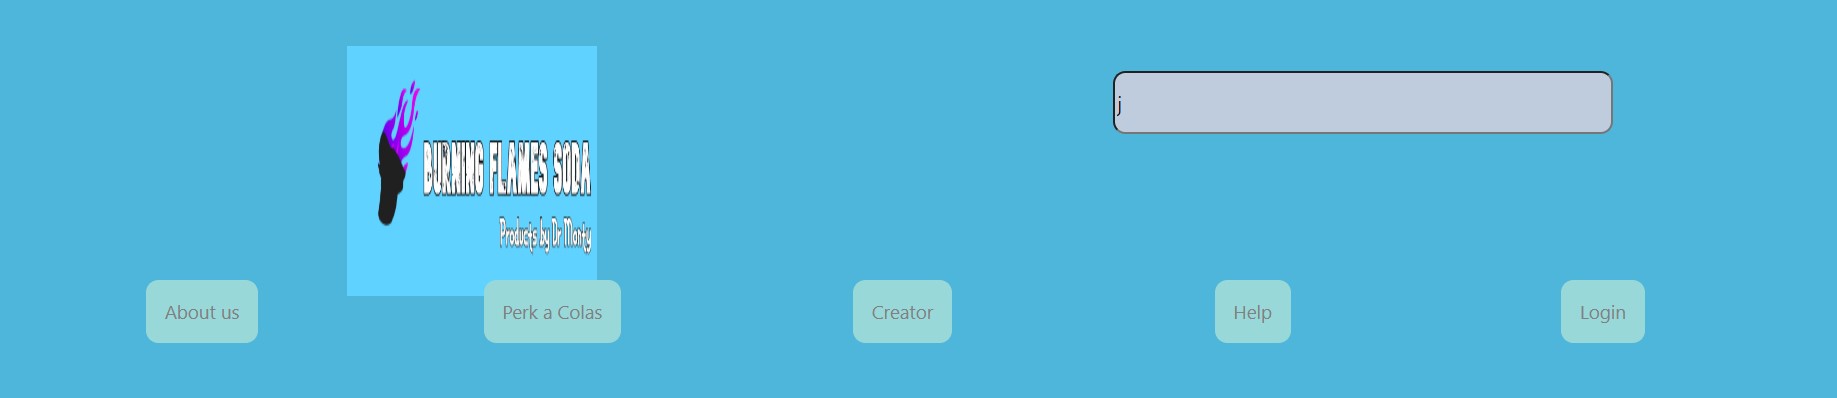 j
BURNING FLAMES SODA
Products by Dr Monty
About us
Perk a Colas
Creator
Help
Login